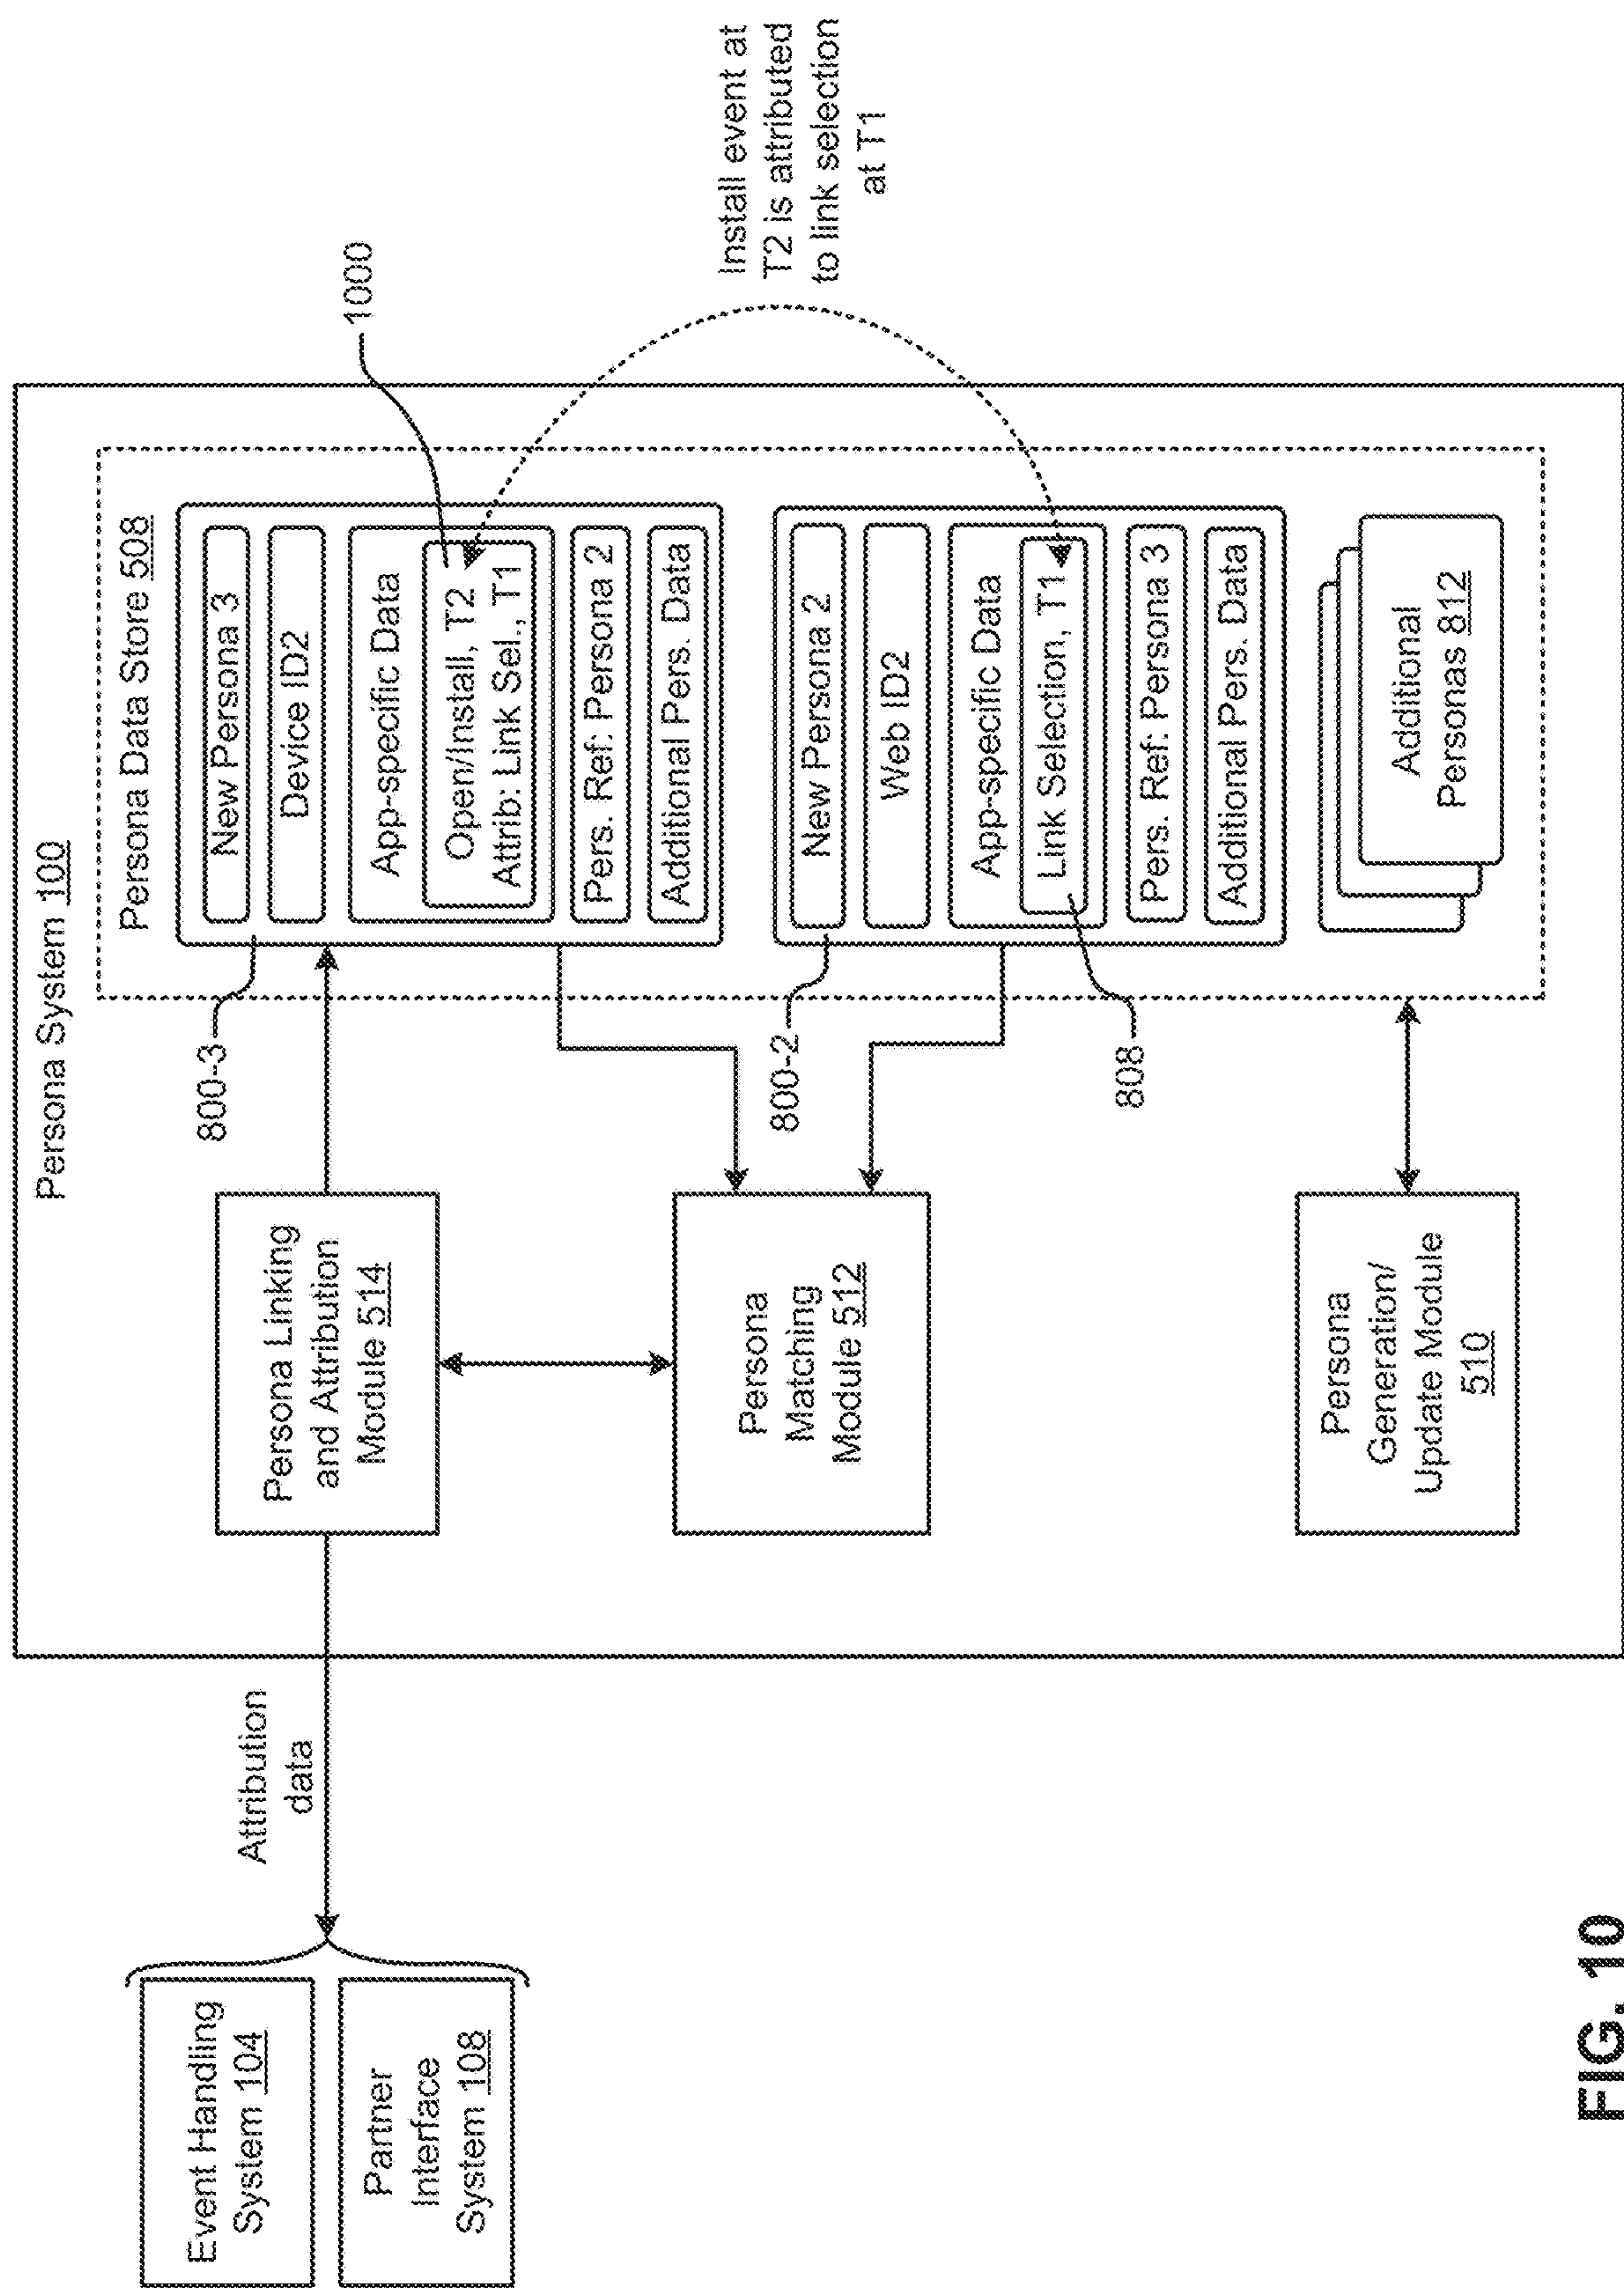 Persona System 100
Event Handling
System 104
Partner
Interface
System 108
Attribution
data
Persona Linking
and Attribution
Module 514
Persona
Matching
Module 512
Persona
Generation/
Update Module
510
800-3
800-2
808
Persona Data Store 508
New Persona 3
Device ID2
App-specific Data
Open/Install, T2
Attrib: Link Sel., T1
Pers. Ref: Persona 2
Additional Pers. Data
New Persona 2
Web ID2
App-specific Data
Link Selection, T1
Pers. Ref: Persona 3
Additional Pers. Data
Additional
Personas 812
1000
Install event at
T2 is attributed
to link selection
at T1
FIG. 10